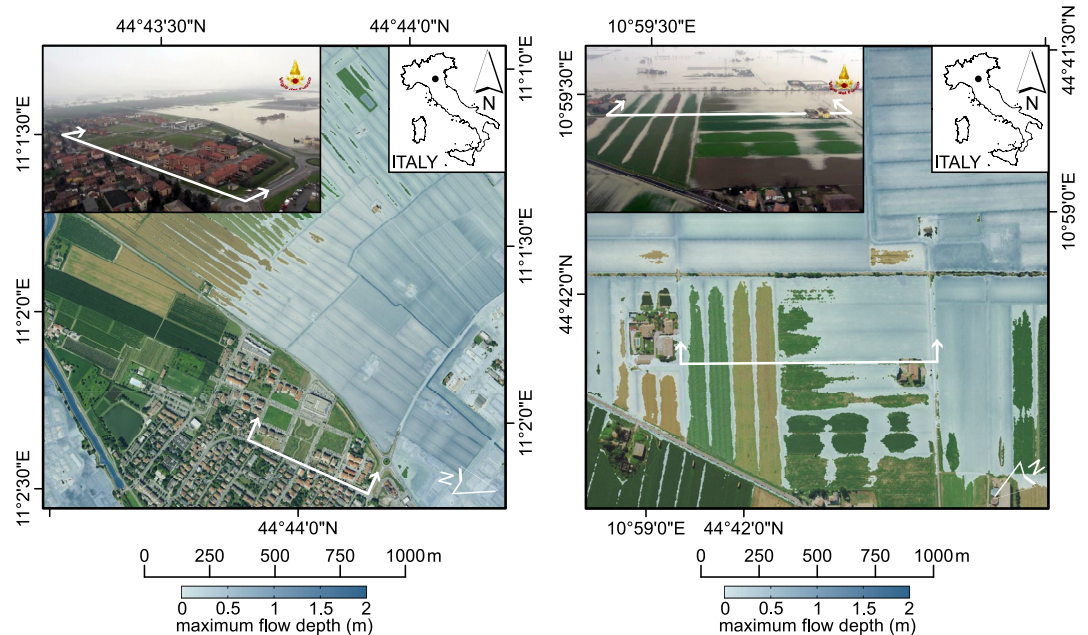 44°43'30"N
44°44'0"N
11°1'0"E
11°1'30"E
N
ITALY
11°1'30"E
11°2'0"E
11°2'0"E
11°2'30"E
N
44°44'0"N
0 250 500 750 1000m
0 0.5 1 1.5 2
maximum flow depth (m)
10°59'30"E
44°41'30"N
10°59'30"E
N
ITALY
10°59'0"E
44°42'0"N
N
10°59'0"E
44°42'0"N
0 250 500 750 1000m
0 0.5 1 1.5 2
maximum flow depth (m)